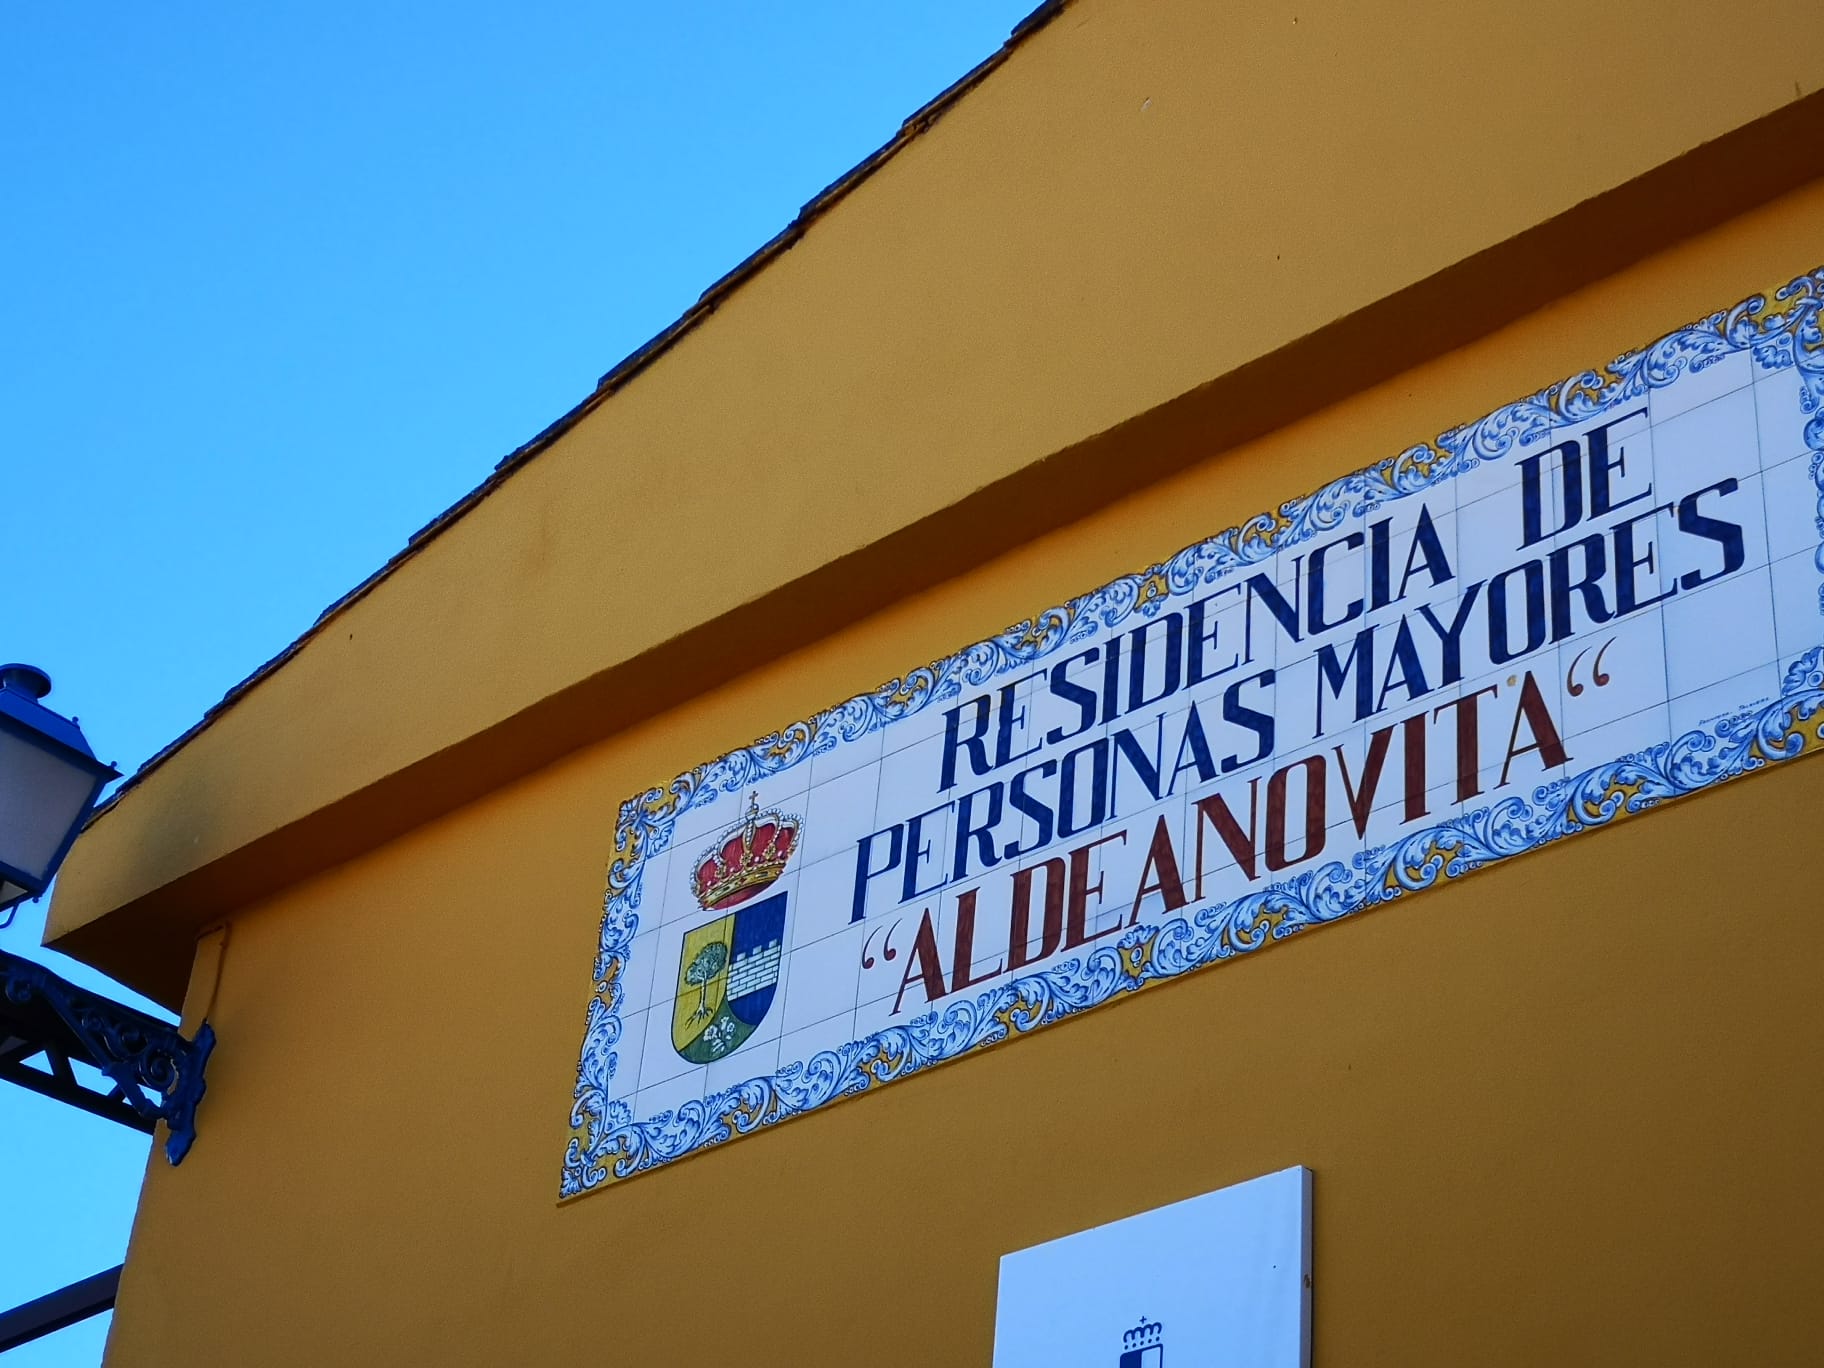 RESIDENCIA DE
PERSONAS MAYORES
“ALDEANOVITA“